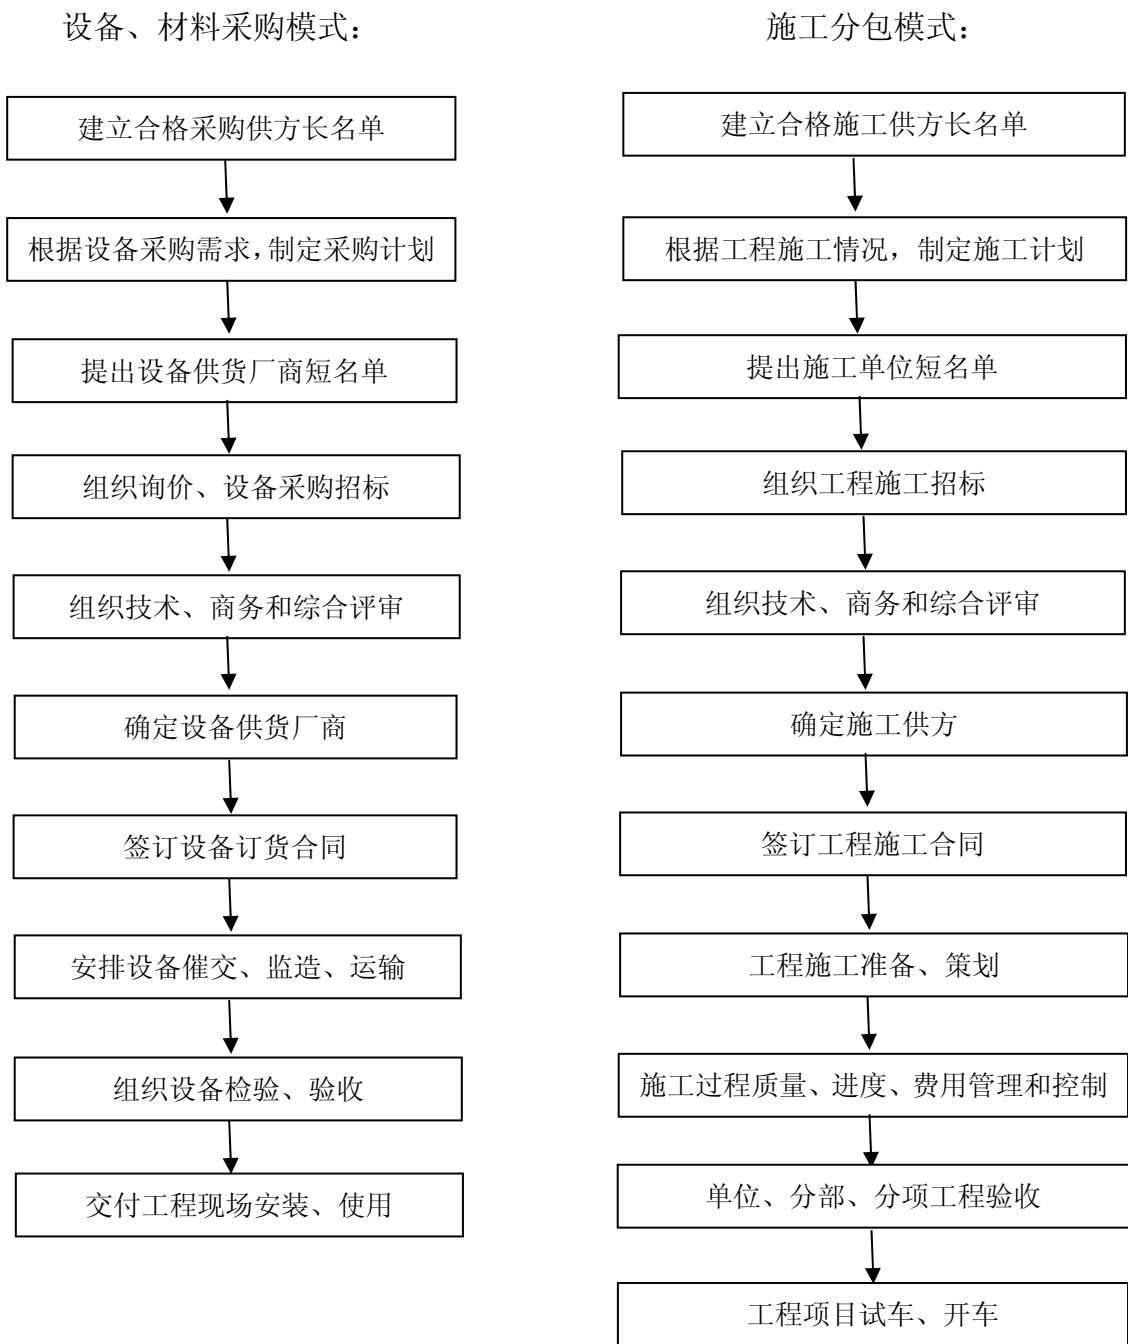 设备、材料采购模式：
建立合格采购供方长名单
根据设备采购需求，制定采购计划
提出设备供货厂商短名单
组织询价、设备采购招标
组织技术、商务和综合评审
确定设备供货厂商
签订设备订货合同
安排设备催交、监造、运输
组织设备检验、验收
交付工程现场安装、使用
施工分包模式：
建立合格施工供方长名单
根据工程施工情况，制定施工计划
提出施工单位短名单
组织工程施工招标
组织技术、商务和综合评审
确定施工供方
签订工程施工合同
工程施工准备、策划
施工过程质量、进度、费用管理和控制
单位、分部、分项工程验收
工程项目试车、开车